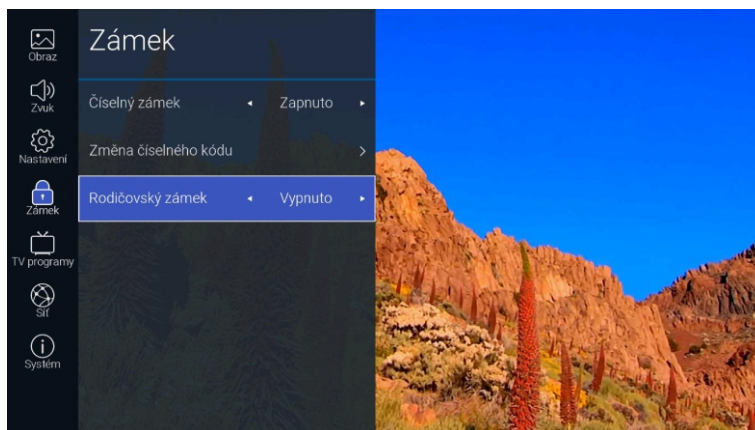 Obraz
Zvuk
Nastavení
Zámek
TV programy
Síť
Systém
Zámek
Číselný zámek Zapnuto
Změna číselného kódu
Rodičovský zámek Vypnuto